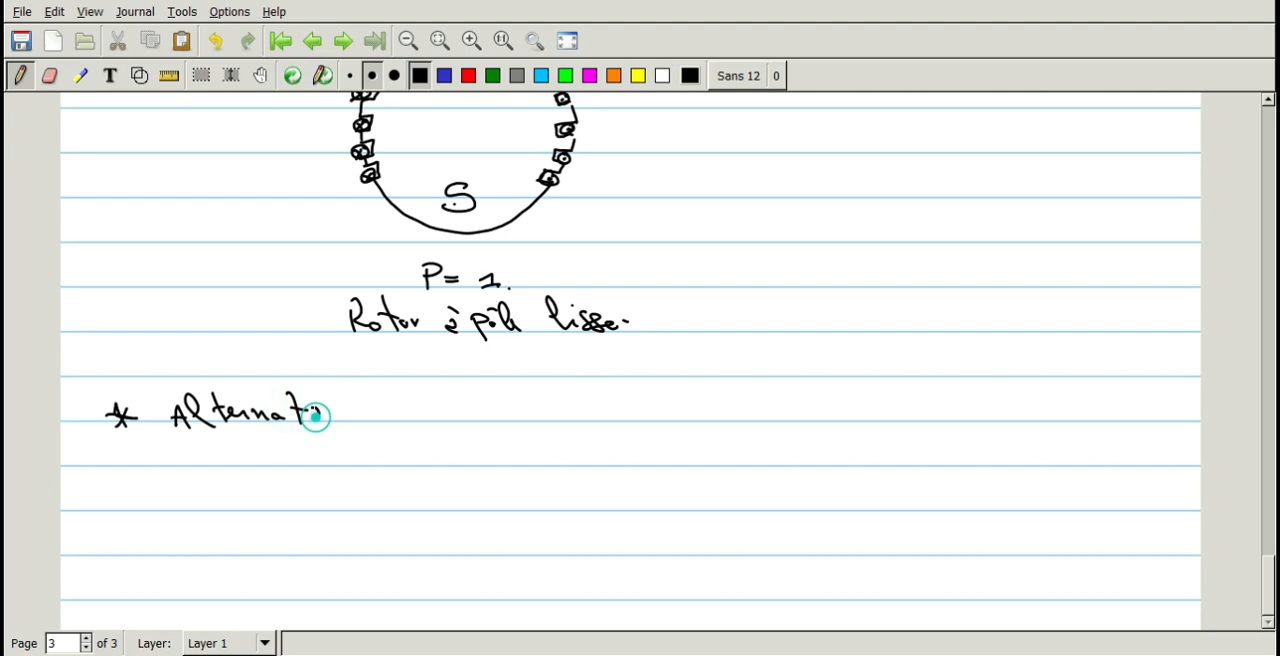 File Edit View Journal Tools Options Help
Sans 12 0
S
P = 1.
Rotor à pôle lisse.
* Alternat
Page 3 of 3 Layer: Layer 1